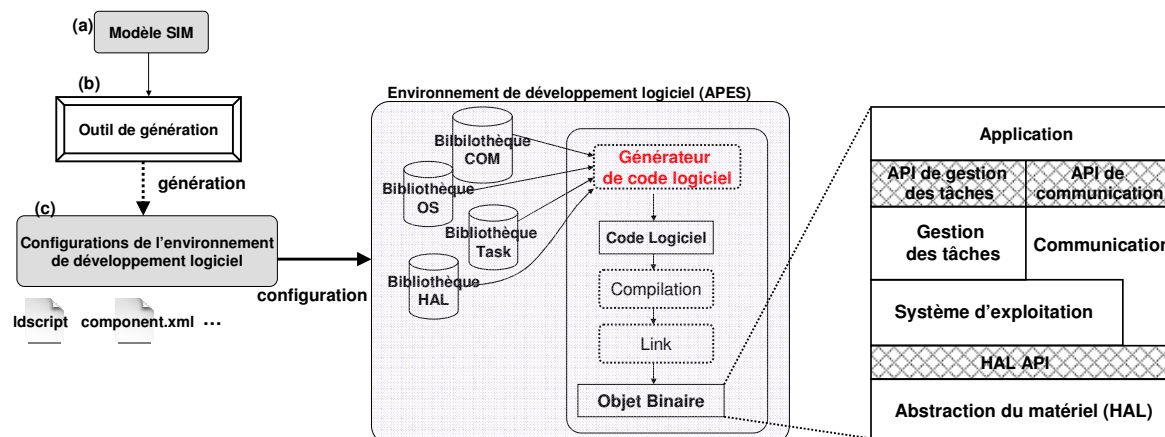 (a)
Modèle SIM
(b)
Outil de génération
génération
(c)
Configurations de l'environnement
de développement logiciel
ldscript component.xml ...
configuration
Environnement de développement logiciel (APES)
Bilbilothèque
COM
Bibliothèque
OS
Bibliothèque
Task
Bibliothèque
HAL
Générateur
de code logiciel
Code Logiciel
Compilation
Link
Objet Binaire
Application
API de gestion
des tâches
API de
communication
Gestion
des tâches
Communication
Système d'exploitation
HAL API
Abstraction du matériel (HAL)